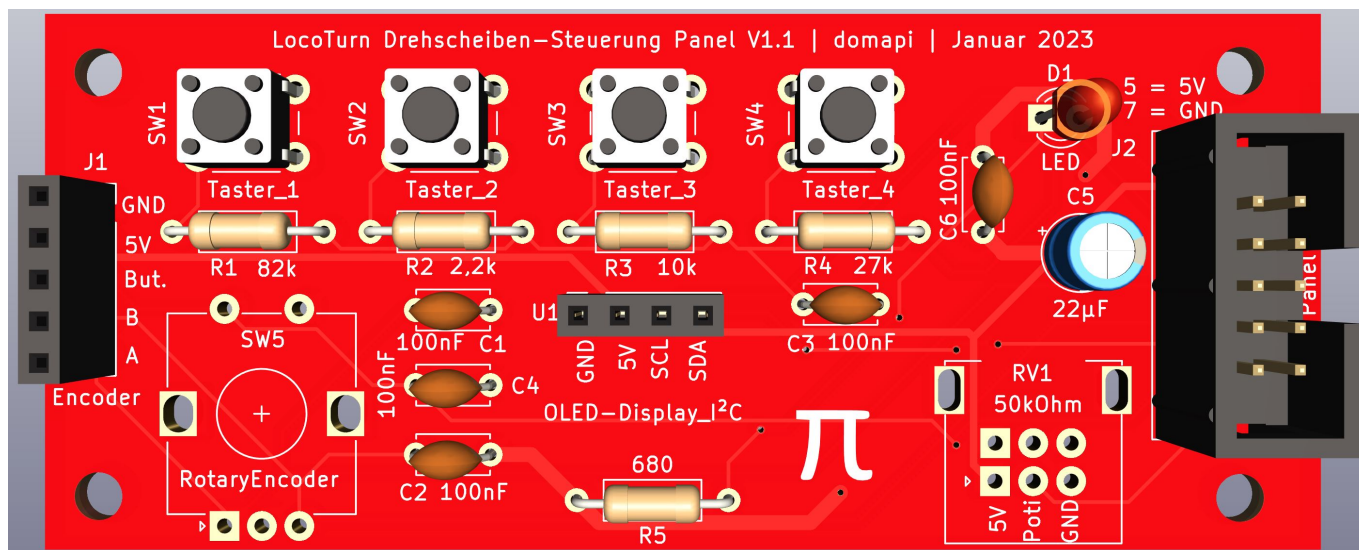 LocoTurn Drehscheiben-Steuerung Panel V1.1 | domapi | Januar 2023
SW1
SW2
SW3
SW4
D1
5 = 5V
7 = GND
LED
J2
J1
Taster_1
Taster_2
Taster_3
Taster_4
C6 100nF
C5
+
GND
5V
But.
B
A
Encoder
R1 82k
R2 2,2k
R3 10k
R4 27k
22µF
Panel
SW5
100nF C1
U1
GND
5V
SCL
SDA
C3 100nF
100nF
C4
OLED-Display_I²C
RV1
50kOhm
π
RotaryEncoder
C2 100nF
680
R5
5V
Poti
GND